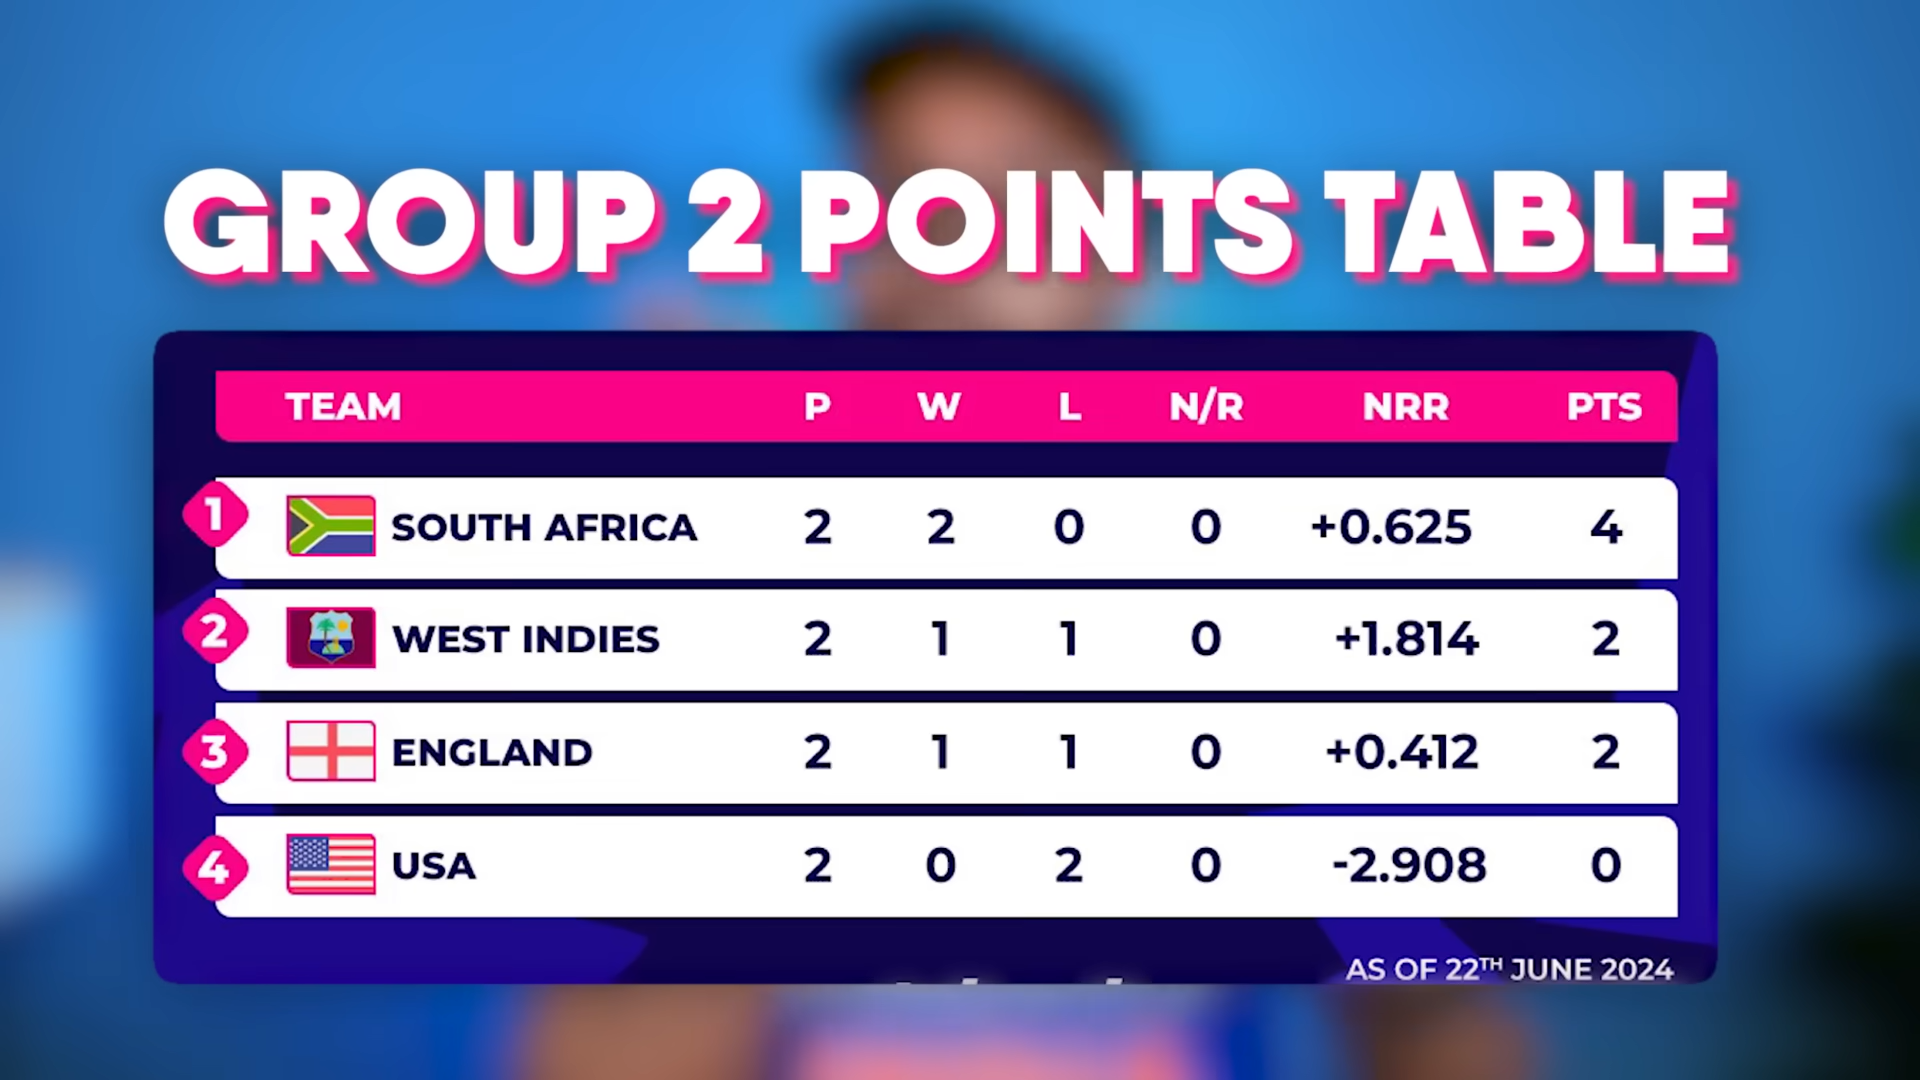 GROUP 2 POINTS TABLE
TEAM P W L N/R NRR PTS
1 SOUTH AFRICA 2 2 0 0 +0.625 4
2 WEST INDIES 2 1 1 0 +1.814 2
3 ENGLAND 2 1 1 0 +0.412 2
4 USA 2 0 2 0 -2.908 0
AS OF 22TH JUNE 2024